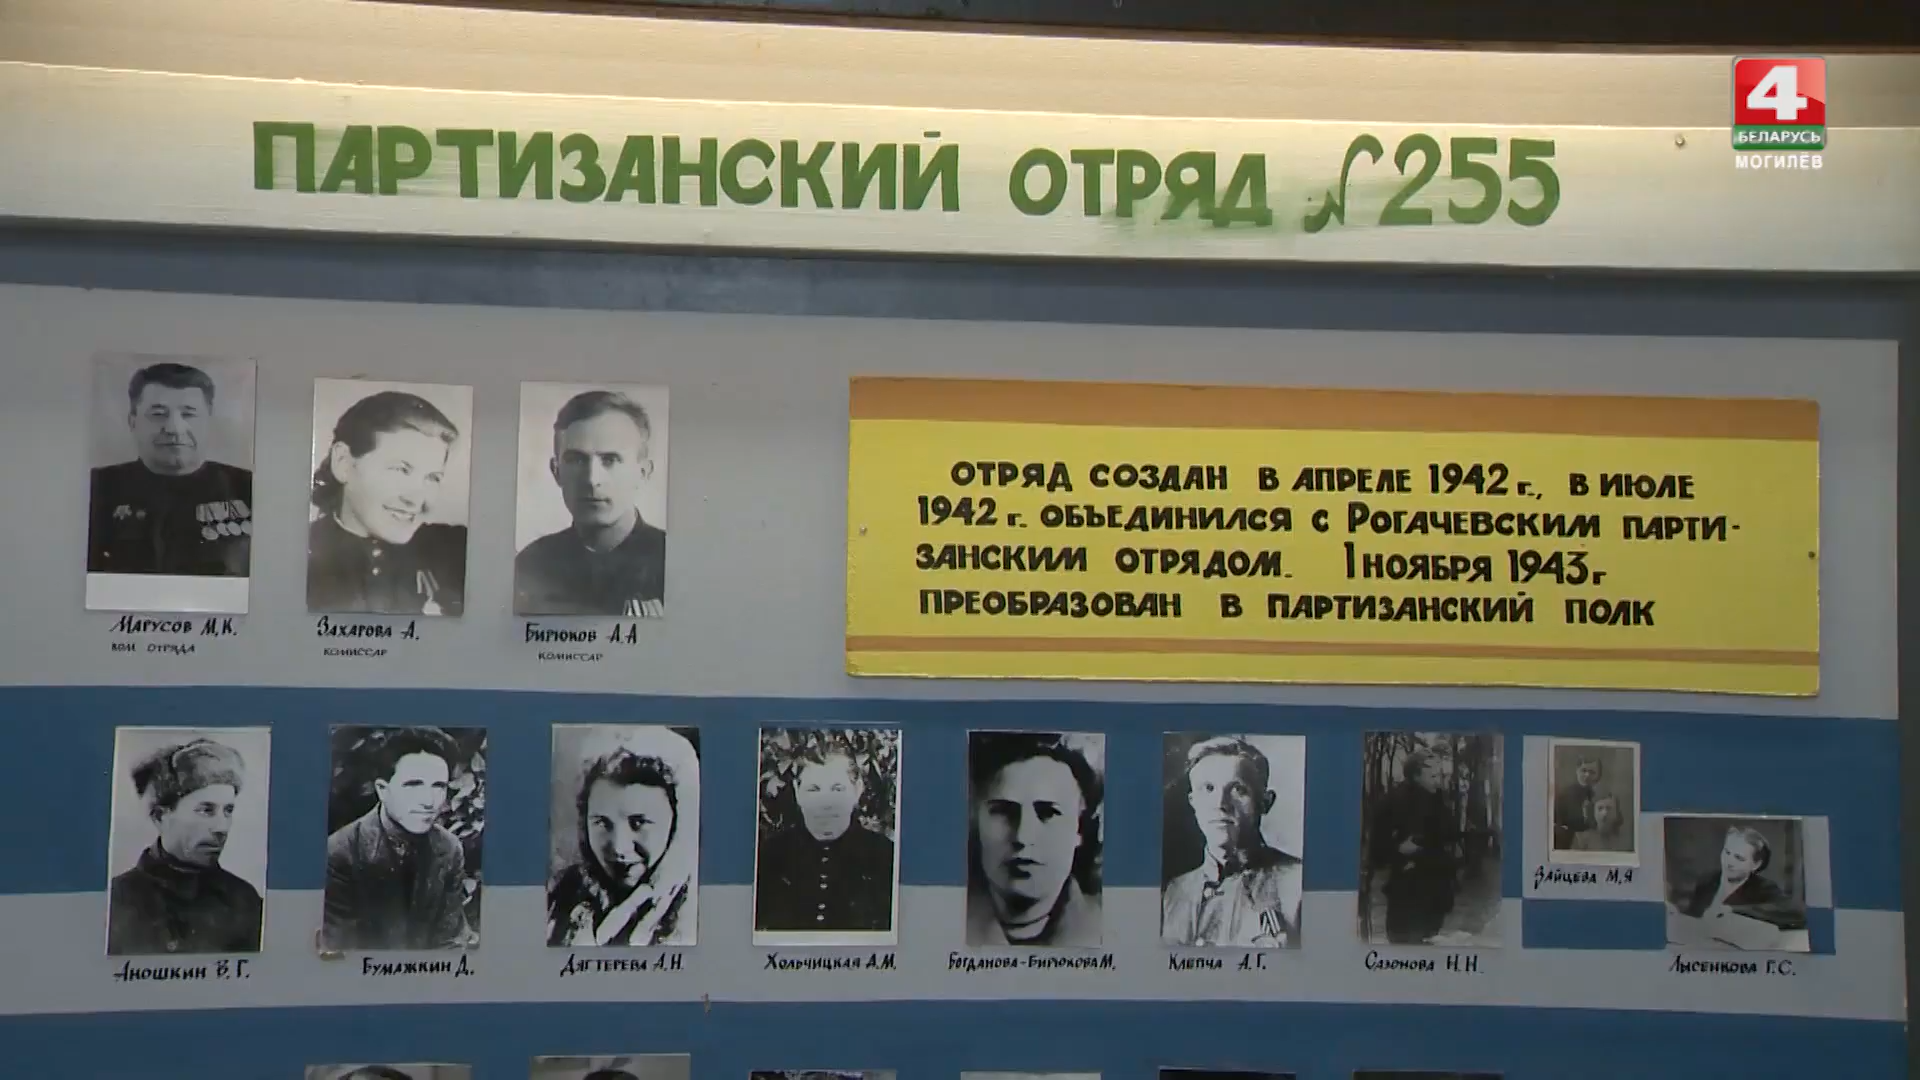 4
БЕЛАРУСЬ
МОГИЛЁВ
ПАРТИЗАНСКИЙ ОТРЯД №255
ОТРЯД СОЗДАН В АПРЕЛЕ 1942 г., В ИЮЛЕ
1942 г. ОБЪЕДИНИЛСЯ С РОГАЧЕВСКИМ ПАРТИ-
ЗАНСКИМ ОТРЯДОМ. 1 НОЯБРЯ 1943 г
ПРЕОБРАЗОВАН В ПАРТИЗАНСКИЙ ПОЛК
МАРУСОВ М.К.
КОМ ОТРЯДА
ЗАХАРОВА А.
КОМИССАР
БИРЮКОВ А.А
КОМИССАР
АНОШКИН В.Г.
БУМАЖКИН Д.
ДЯГТЕРЕВА А.Н.
ХОЛЬЧИЦКАЯ А.М.
БОГДАНОВА-БИРЮКОВА М.
КЛЕПЧА А.Г.
САЗОНОВА Н.Н.
ЗАЙЦЕВА М.Я
ЛЫСЕНКОВА Г.С.